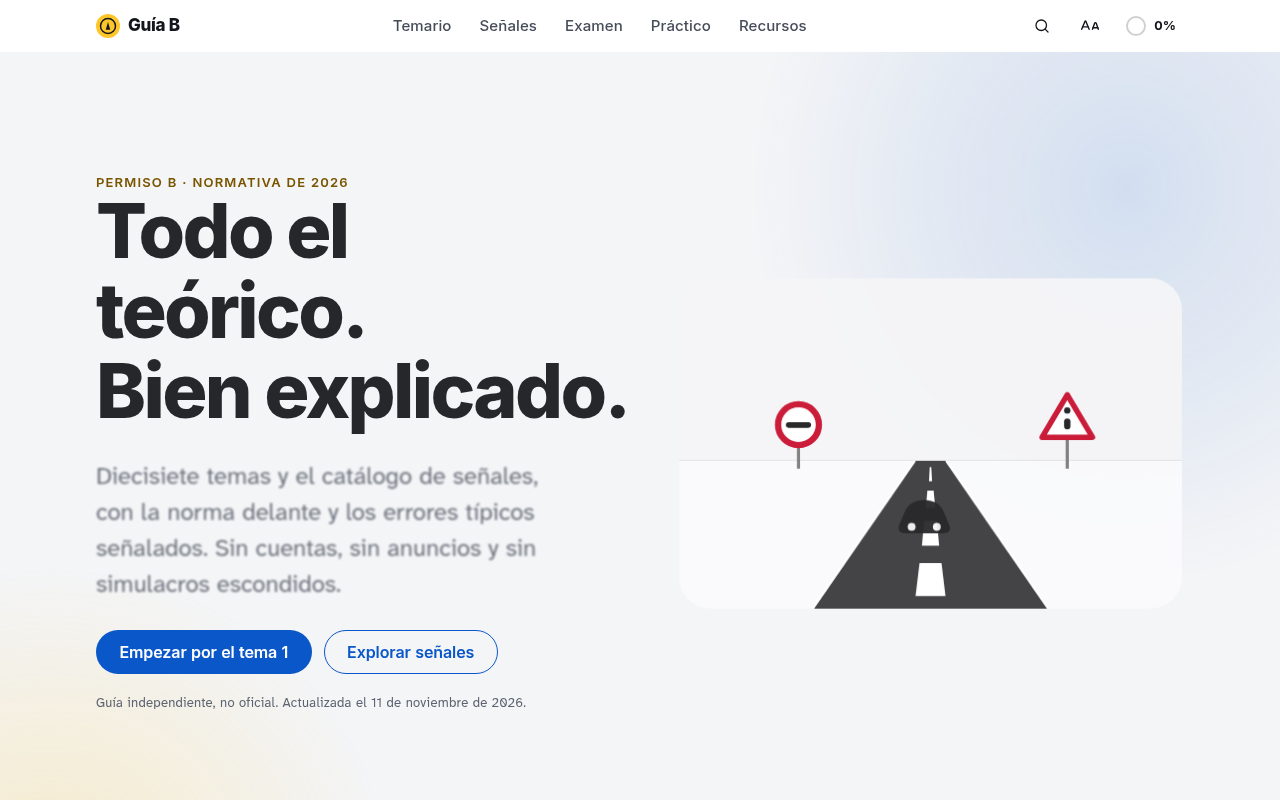 Guía B
Temario
Señales
Examen
Práctico
Recursos
AA
0%
PERMISO B · NORMATIVA DE 2026
Todo el
teórico.
Bien explicado.
Diecisiete temas y el catálogo de señales,
con la norma delante y los errores típicos
señalados. Sin cuentas, sin anuncios y sin
simulacros escondidos.
Empezar por el tema 1
Explorar señales
Guía independiente, no oficial. Actualizada el 11 de noviembre de 2026.